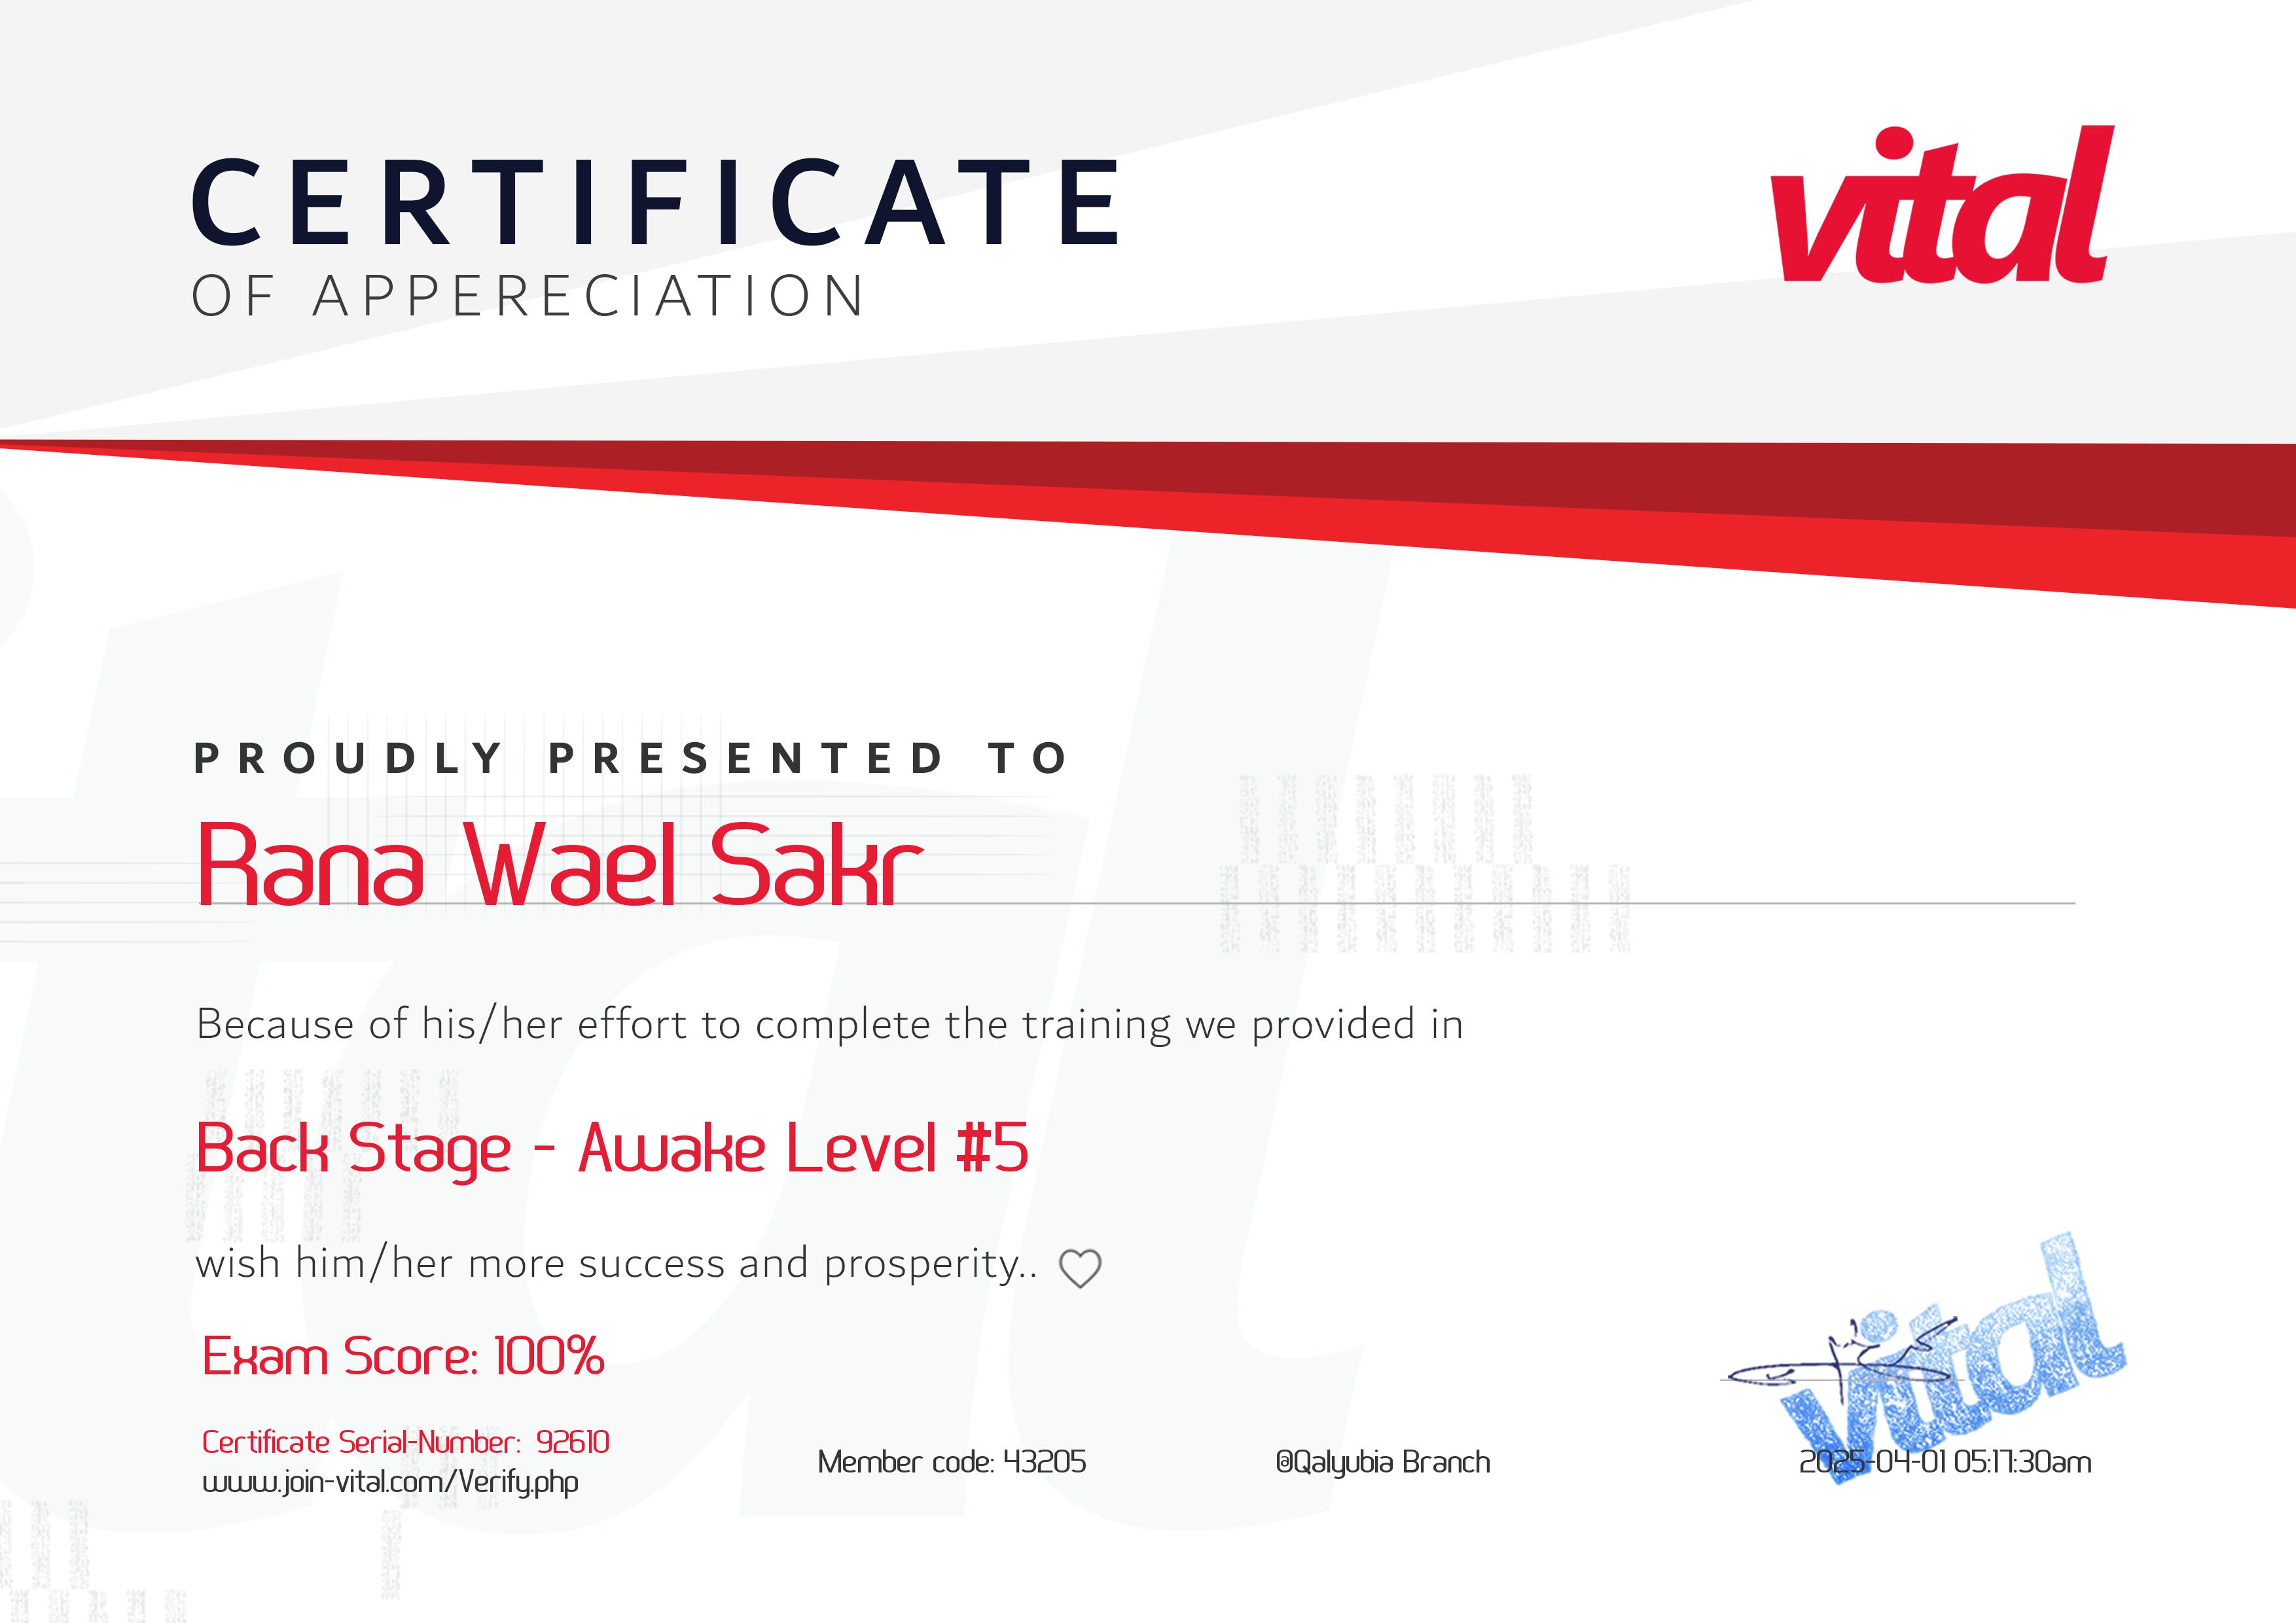 CERTIFICATE
OF APPERECIATION
vital
PROUDLY PRESENTED TO
Rana Wael Sakr
Because of his/her effort to complete the training we provided in
Back Stage - Awake Level #5
wish him/her more success and prosperity..
Exam Score: 100%
vital
Certificate Serial-Number: 92610
www.join-vital.com/Verify.php
Member code: 43205
@Qalyubia Branch
2025-04-01 05:17:30am